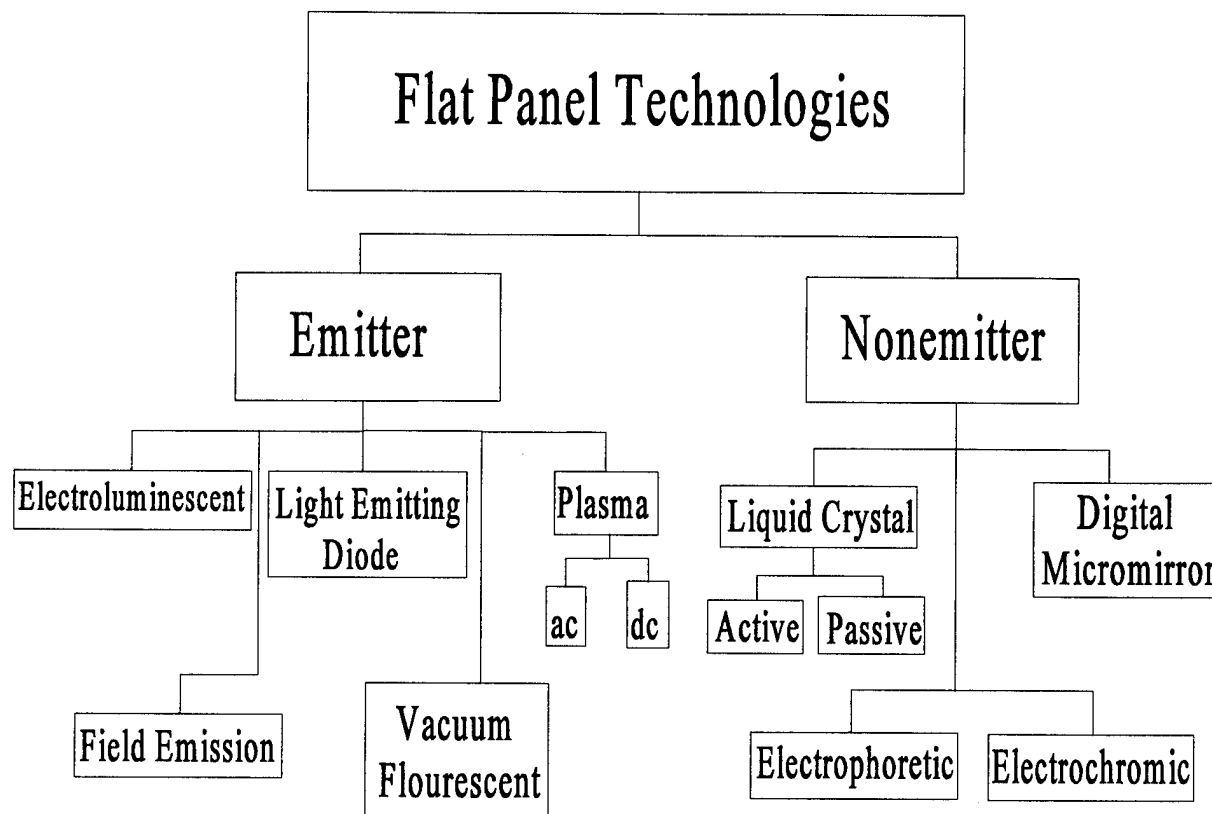 Flat Panel Technologies
Emitter
Nonemitter
Electroluminescent
Light Emitting
Diode
Plasma
Liquid Crystal
Digital
Micromirror
ac
dc
Active
Passive
Field Emission
Vacuum
Flourescent
Electrophoretic
Electrochromic